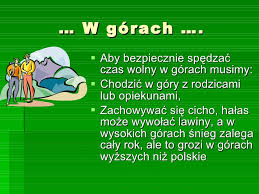 … W górach ….
Aby bezpiecznie spędzać
czas wolny w górach musimy:
Chodzić w góry z rodzicami
lub opiekunami,
Zachowywać się cicho, hałas
może wywołać lawiny, a w
wysokich górach śnieg zalega
cały rok, ale to grozi w górach
wyższych niż polskie